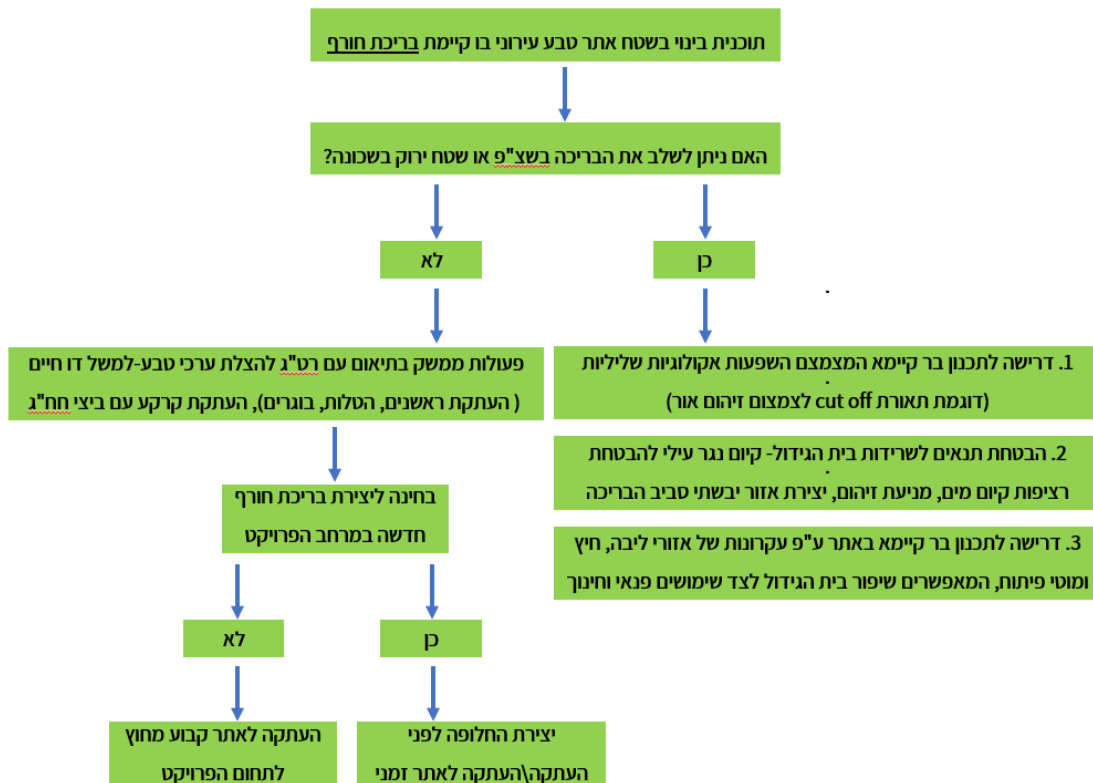 תוכנית בינוי בשטח אתר טבע עירוני בו קיימת בריכת חורף
האם ניתן לשלב את הבריכה בשצ"פ או שטח ירוק בשכונה?
כן
לא
1. דרישה לתכנון בר קיימא המצמצם השפעות אקולוגיות שליליות
(דוגמת תאורת cut off לצמצום זיהום אור)
2. הבטחת תנאים לשרידות בית הגידול- קיום נגר עילי להבטחת
רציפות קיום מים, מניעת זיהום, יצירת אזור יבשתי סביב הבריכה
3. דרישה לתכנון בר קיימא באתר ע"פ עקרונות של אזורי ליבה, חיץ
ומוטי פיתוח, המאפשרים שיפור בית הגידול לצד שימושים פנאי וחינוך
פעולות ממשק בתיאום עם רט"ג להצלת ערכי טבע-למשל דו חיים
( העתקת ראשנים, הטלות, בוגרים), העתקת קרקע עם ביצי חח"ג
בחינה ליצירת בריכת חורף
חדשה במרחב הפרויקט
כן
לא
יצירת החלופה לפני
העתקה\העתקה לאתר זמני
העתקה לאתר קבוע מחוץ
לתחום הפרויקט